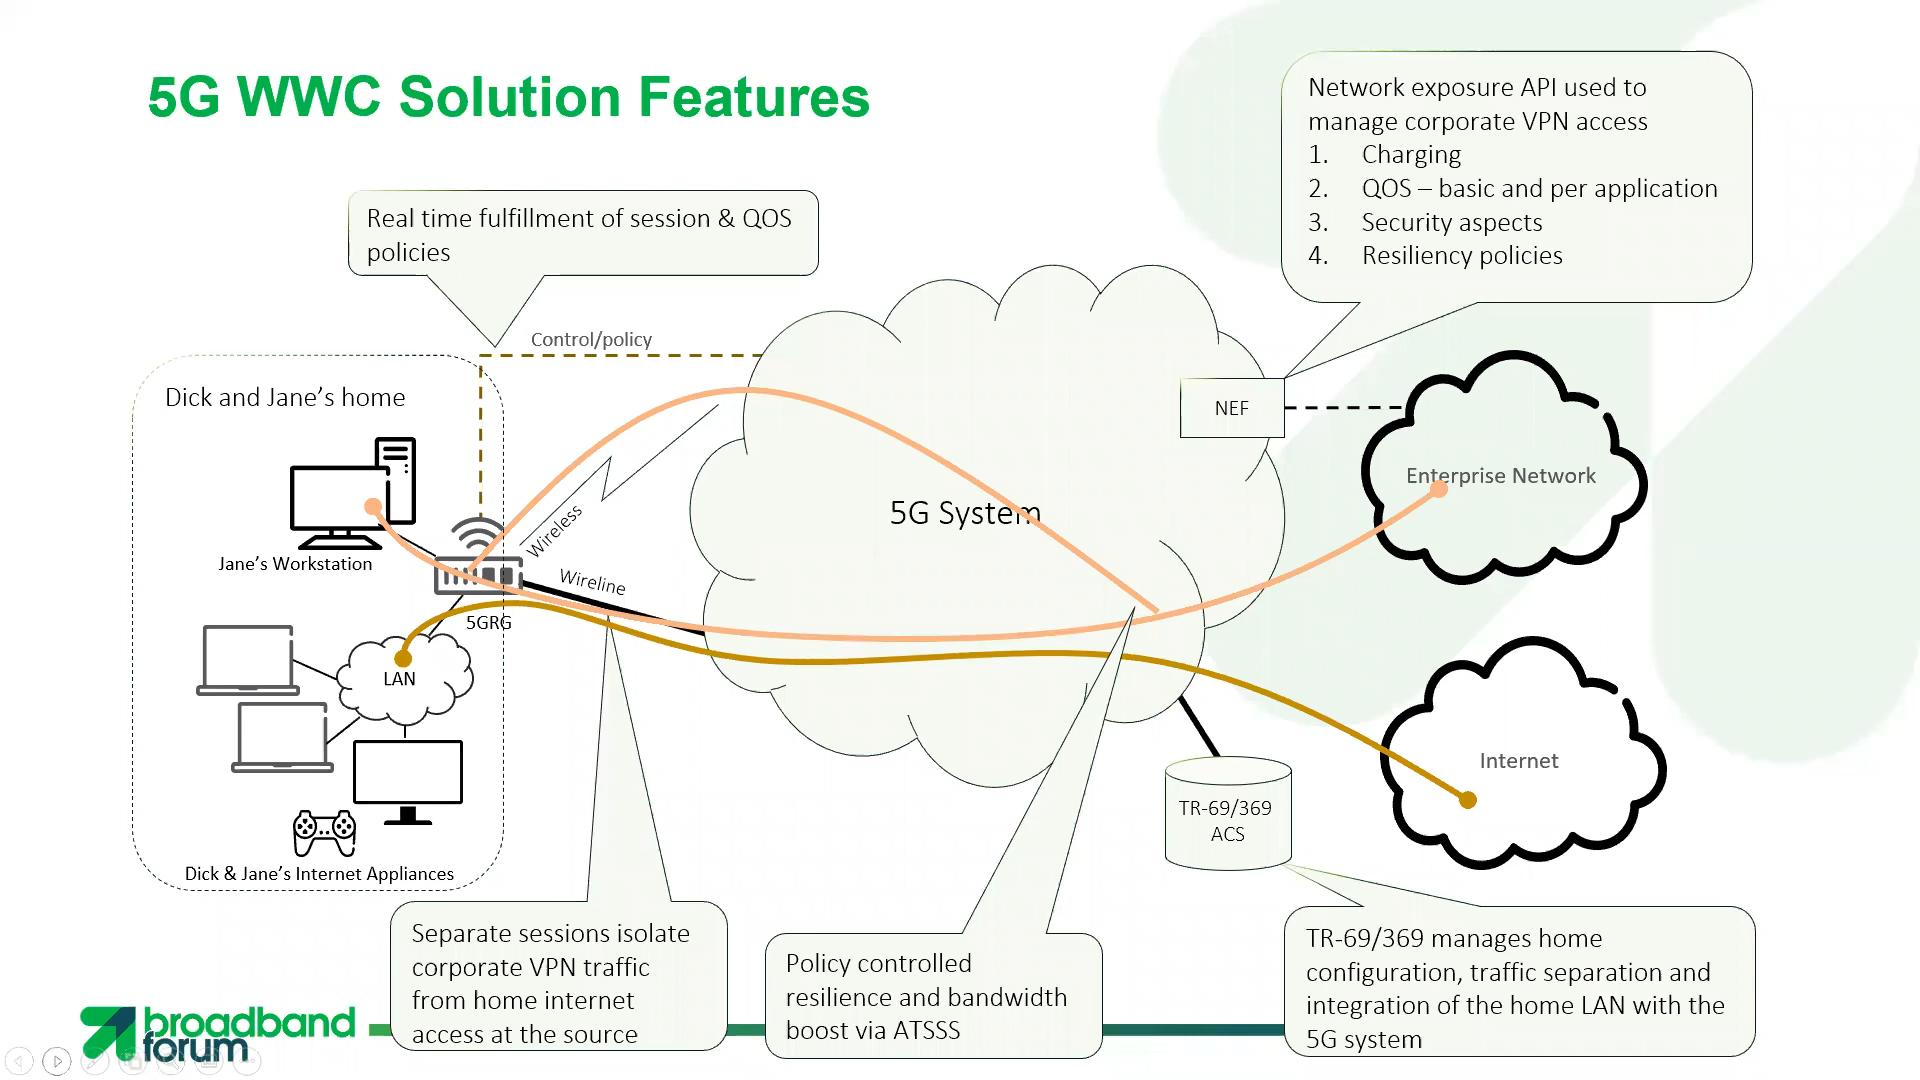 5G WWC Solution Features
Network exposure API used to
manage corporate VPN access
1. Charging
2. QOS – basic and per application
3. Security aspects
4. Resiliency policies
Real time fulfillment of session & QOS
policies
Control/policy
Dick and Jane’s home
NEF
Enterprise Network
5G System
Wireless
Jane’s Workstation
Wireline
5GRG
LAN
Internet
TR-69/369
ACS
Dick & Jane’s Internet Appliances
Separate sessions isolate
corporate VPN traffic
from home internet
access at the source
Policy controlled
resilience and bandwidth
boost via ATSSS
TR-69/369 manages home
configuration, traffic separation and
integration of the home LAN with the
5G system
broadband
forum